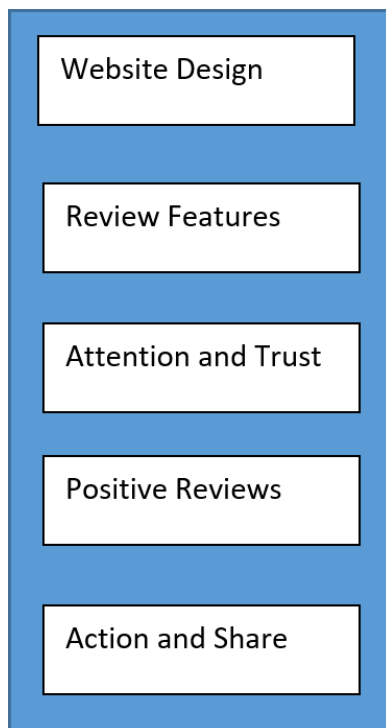 Website Design
Review Features
Attention and Trust
Positive Reviews
Action and Share